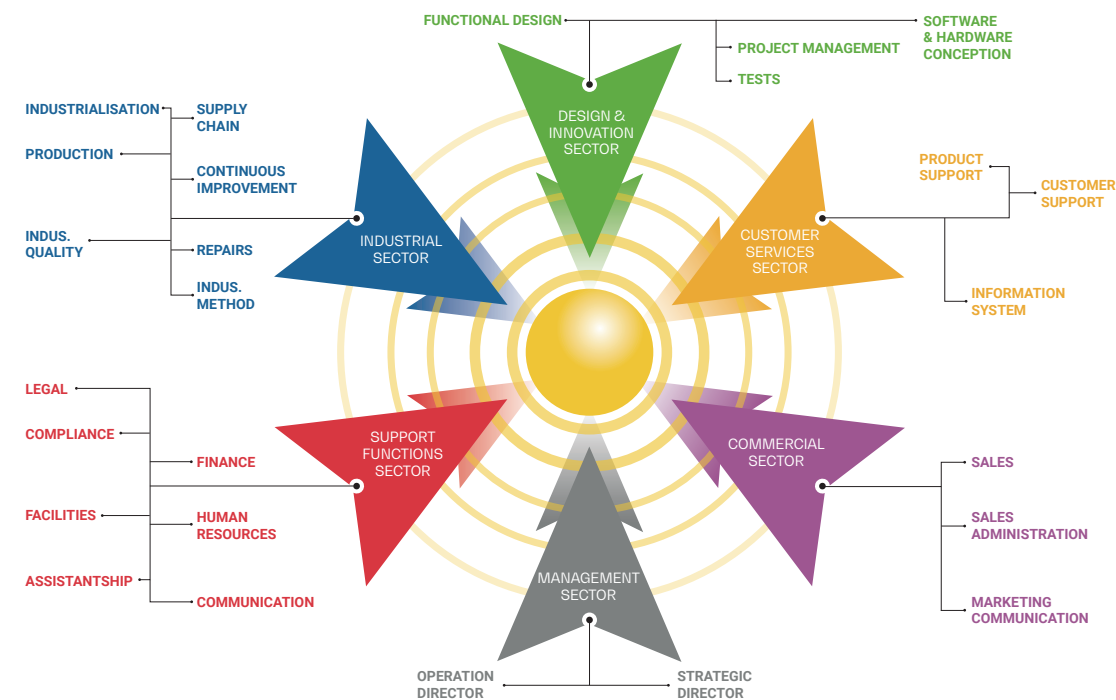 FUNCTIONAL DESIGN
SOFTWARE
& HARDWARE
CONCEPTION
PROJECT MANAGEMENT
TESTS
DESIGN &
INNOVATION
SECTOR
INDUSTRIALISATION
SUPPLY
CHAIN
PRODUCTION
CONTINUOUS
IMPROVEMENT
INDUS.
QUALITY
REPAIRS
INDUS.
METHOD
INDUSTRIAL
SECTOR
PRODUCT
SUPPORT
CUSTOMER
SUPPORT
CUSTOMER
SERVICES
SECTOR
INFORMATION
SYSTEM
LEGAL
COMPLIANCE
FINANCE
FACILITIES
HUMAN
RESOURCES
ASSISTANTSHIP
COMMUNICATION
SUPPORT
FUNCTIONS
SECTOR
COMMERCIAL
SECTOR
SALES
SALES
ADMINISTRATION
MARKETING
COMMUNICATION
MANAGEMENT
SECTOR
OPERATION
DIRECTOR
STRATEGIC
DIRECTOR